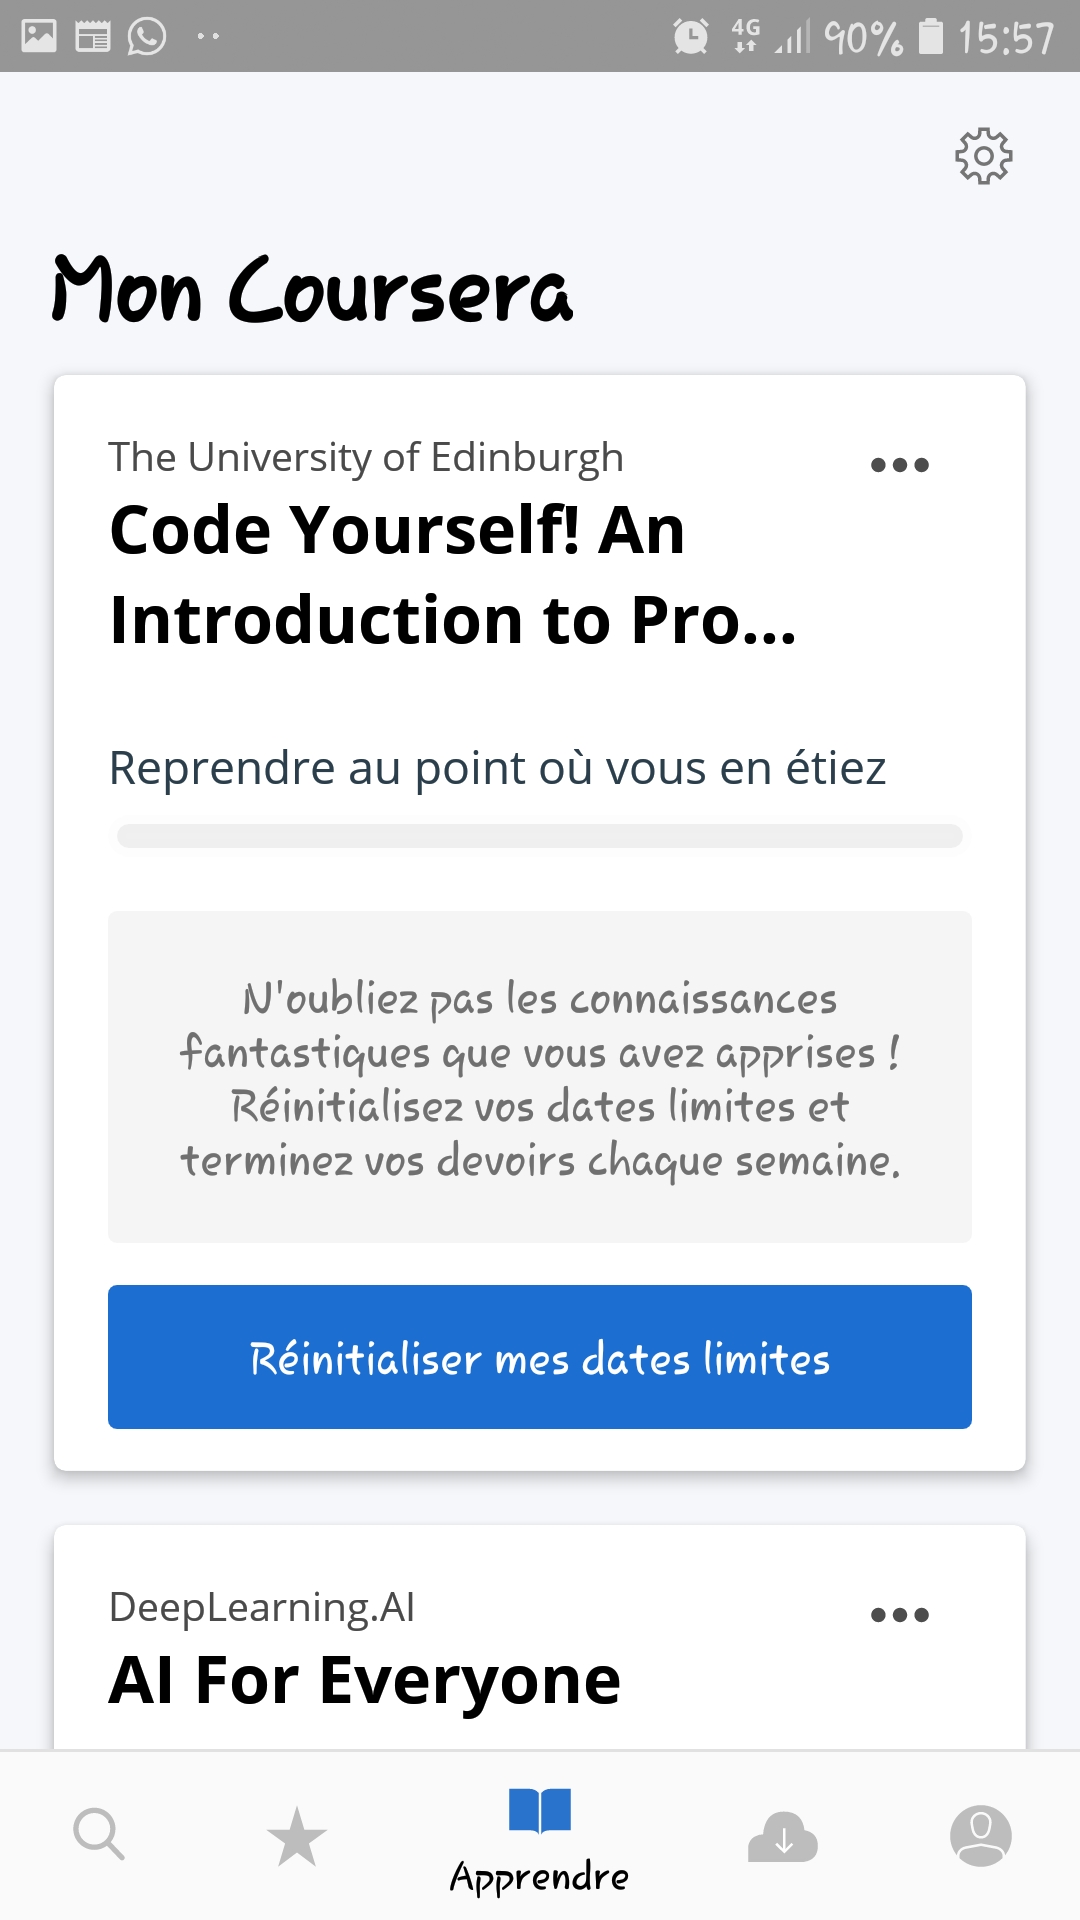 4G 90% 15:57
Mon Coursera
The University of Edinburgh
Code Yourself! An
Introduction to Pro...
Reprendre au point où vous en étiez
N'oubliez pas les connaissances
fantastiques que vous avez apprises !
Réinitialisez vos dates limites et
terminez vos devoirs chaque semaine.
Réinitialiser mes dates limites
DeepLearning.AI
AI For Everyone
Apprendre